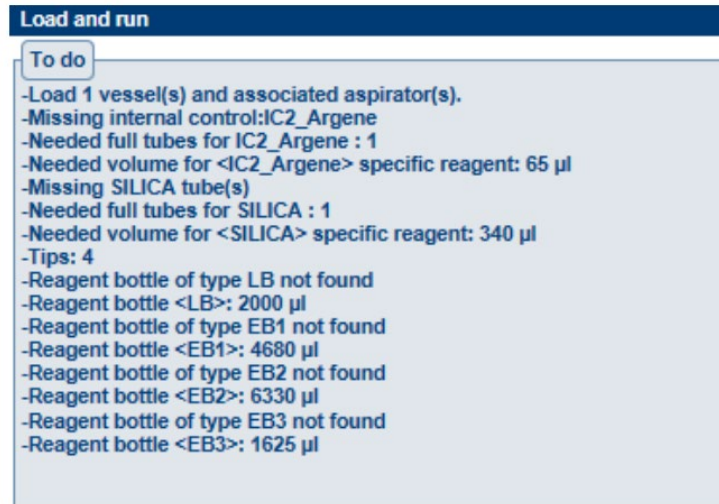 Load and run
To do
-Load 1 vessel(s) and associated aspirator(s).
-Missing internal control:IC2_Argene
-Needed full tubes for IC2_Argene : 1
-Needed volume for <IC2_Argene> specific reagent: 65 µl
-Missing SILICA tube(s)
-Needed full tubes for SILICA : 1
-Needed volume for <SILICA> specific reagent: 340 µl
-Tips: 4
-Reagent bottle of type LB not found
-Reagent bottle <LB>: 2000 µl
-Reagent bottle of type EB1 not found
-Reagent bottle <EB1>: 4680 µl
-Reagent bottle of type EB2 not found
-Reagent bottle <EB2>: 6330 µl
-Reagent bottle of type EB3 not found
-Reagent bottle <EB3>: 1625 µl